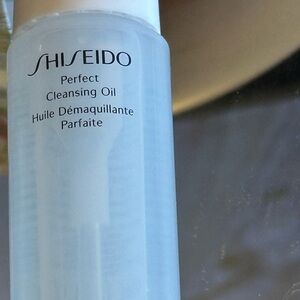 SHISEIDO
Perfect
Cleansing Oil
Huile Démaquillante
Parfaite